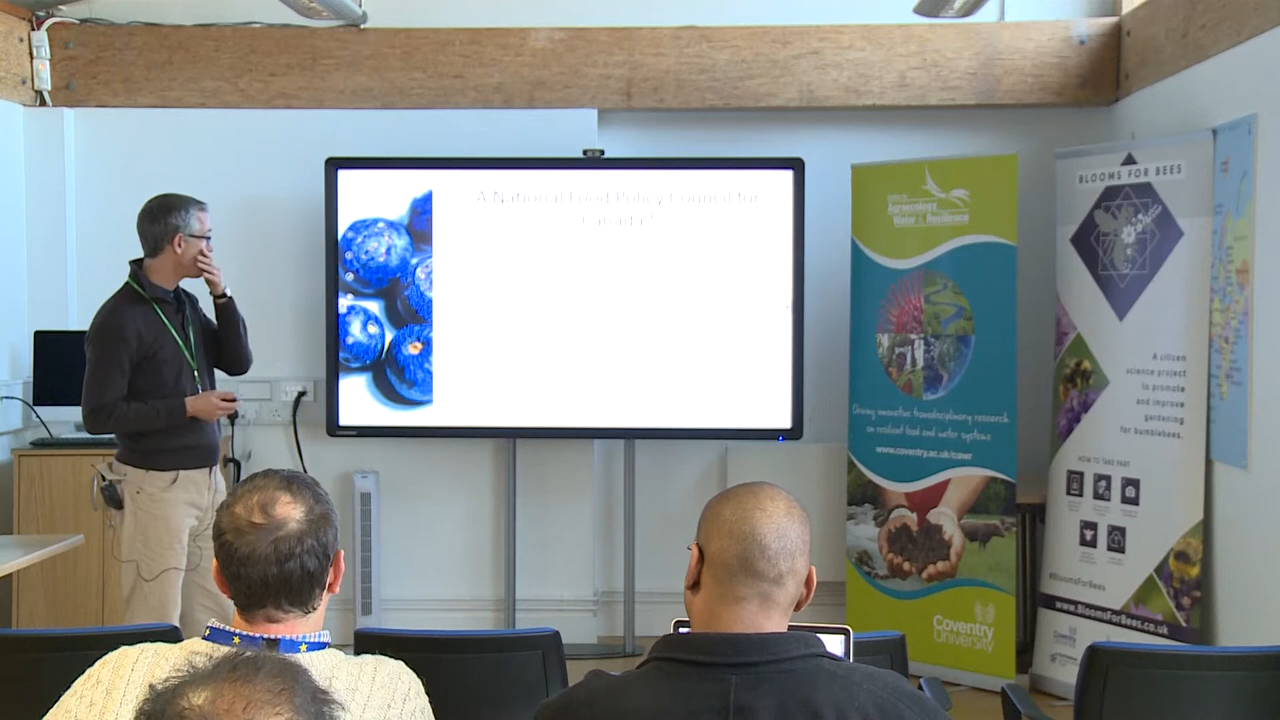 A National Food Policy Council for
Canada?
Agroecology
Water & Resilience
Driving innovative transdisciplinary research
on resilient food and water systems
www.coventry.ac.uk/cawr
Coventry
University
BLOOMS FOR BEES
A citizen
science project
to promote
and improve
gardening
for bumblebees.
HOW TO TAKE PART
#BloomsForBees
www.BloomsForBees.co.uk